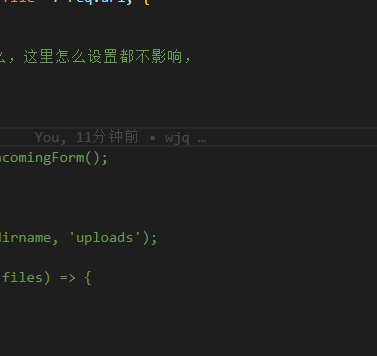 file : req.url, {
，这里怎么设置都不影响，
You, 11分钟前 • wjq …
ncomingForm();
dirname, 'uploads');
files) => {